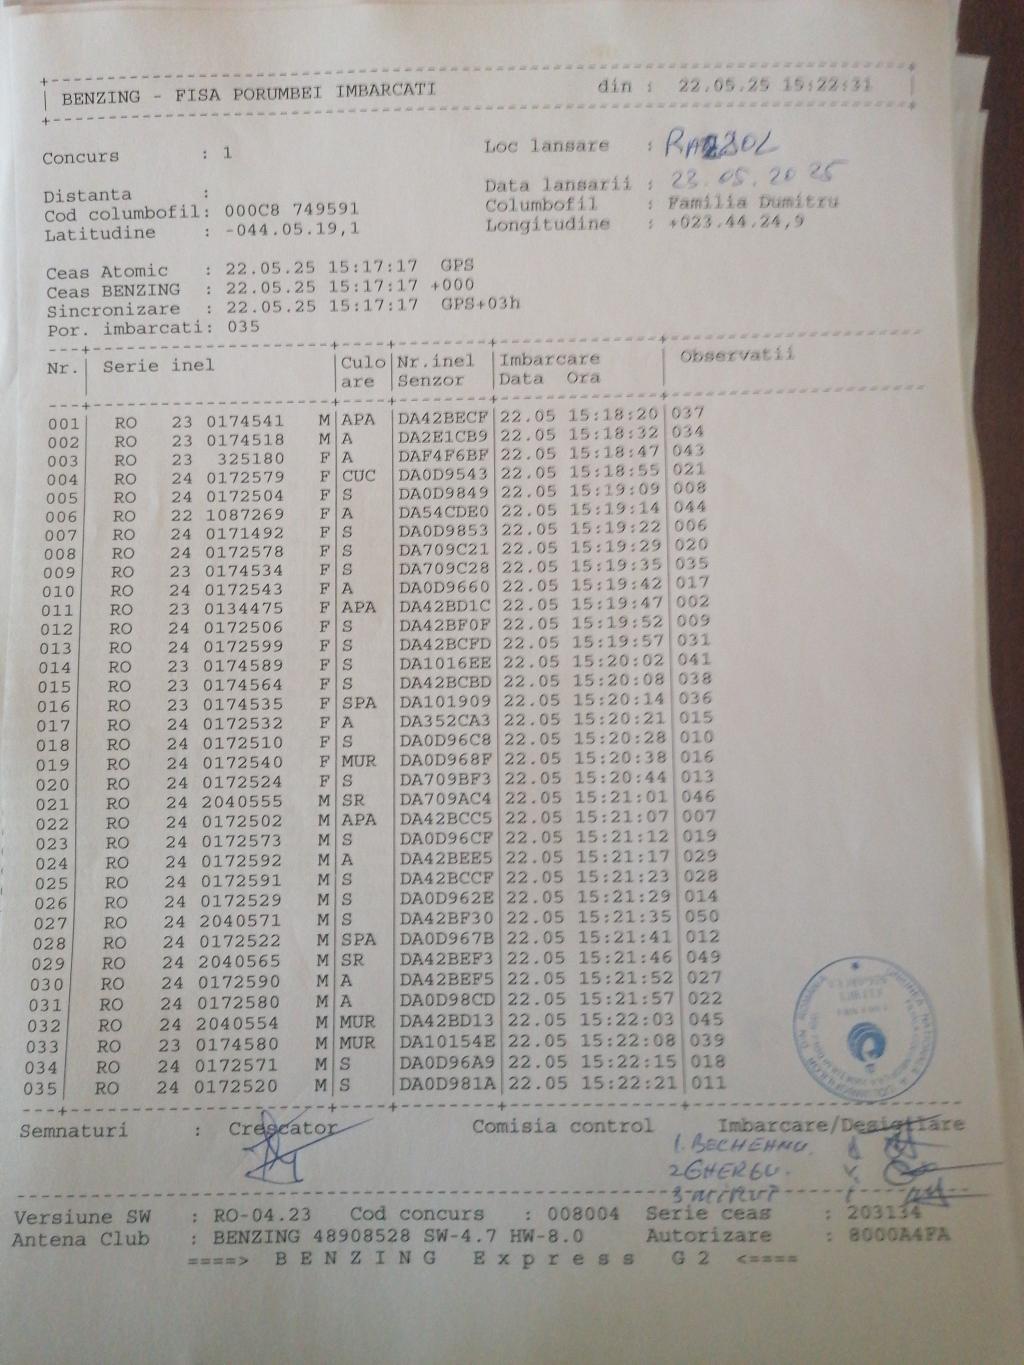 BENZING - FISA PORUMBEI IMBARCATI din : 22.05.25 15:22:31
Concurs : 1 Loc lansare :
Distanta : Data lansarii : 23.05.2025
Cod columbofil: 000C8 749591 Columbofil : Familia Dumitru
Latitudine : -044.05.19,1 Longitudine : +023.44.24,9
Ceas Atomic : 22.05.25 15:17:17 GPS
Ceas BENZING : 22.05.25 15:17:17 +000
Sincronizare : 22.05.25 15:17:17 GPS+03h
Por. imbarcati: 035
Nr. Serie inel Culo Nr.inel Imbarcare Observatii
are Senzor Data Ora
001 RO 23 0174541 M APA DA42BECF 22.05 15:18:20 037
002 RO 23 0174518 M A DA2E1CB9 22.05 15:18:32 034
003 RO 23 325180 F A DAF4F6BF 22.05 15:18:47 043
004 RO 24 0172579 F CUC DA0D9543 22.05 15:18:55 021
005 RO 24 0172504 F S DA0D9849 22.05 15:19:09 008
006 RO 22 1087269 F A DA54CDE0 22.05 15:19:14 044
007 RO 24 0171492 F S DA0D9853 22.05 15:19:22 006
008 RO 24 0172578 F S DA709C21 22.05 15:19:29 020
009 RO 23 0174534 F S DA709C28 22.05 15:19:35 035
010 RO 24 0172543 F A DA0D9660 22.05 15:19:42 017
011 RO 23 0134475 F APA DA42BD1C 22.05 15:19:47 002
012 RO 24 0172506 F S DA42BF0F 22.05 15:19:52 009
013 RO 24 0172599 F S DA42BCFD 22.05 15:19:57 031
014 RO 23 0174589 F S DA1016EE 22.05 15:20:02 041
015 RO 23 0174564 F S DA42BCBD 22.05 15:20:08 038
016 RO 23 0174535 F SPA DA101909 22.05 15:20:14 036
017 RO 24 0172532 F A DA352CA3 22.05 15:20:21 015
018 RO 24 0172510 F S DA0D96C8 22.05 15:20:28 010
019 RO 24 0172540 F MUR DA0D968F 22.05 15:20:38 016
020 RO 24 0172524 F S DA709BF3 22.05 15:20:44 013
021 RO 24 2040555 M SR DA709AC4 22.05 15:21:01 046
022 RO 24 0172502 M APA DA42BCC5 22.05 15:21:07 007
023 RO 24 0172573 M S DA0D96CF 22.05 15:21:12 019
024 RO 24 0172592 M A DA42BEE5 22.05 15:21:17 029
025 RO 24 0172591 M S DA42BCCF 22.05 15:21:23 028
026 RO 24 0172529 M S DA0D962E 22.05 15:21:29 014
027 RO 24 2040571 M S DA42BF30 22.05 15:21:35 050
028 RO 24 0172522 M SPA DA0D967B 22.05 15:21:41 012
029 RO 24 2040565 M SR DA42BEF3 22.05 15:21:46 049
030 RO 24 0172590 M A DA42BEF5 22.05 15:21:52 027
031 RO 24 0172580 M A DA0D98CD 22.05 15:21:57 022
032 RO 24 2040554 M MUR DA42BD13 22.05 15:22:03 045
033 RO 23 0174580 M MUR DA10154E 22.05 15:22:08 039
034 RO 24 0172571 M S DA0D96A9 22.05 15:22:15 018
035 RO 24 0172520 M S DA0D981A 22.05 15:22:21 011
Semnaturi : Crescator Comisia control Imbarcare/Desigilare
Versiune SW : RO-04.23 Cod concurs : 008004 Serie ceas : 203134
Antena Club : BENZING 48908528 SW-4.7 HW-8.0 Autorizare : 8000A4FA
====> B E N Z I N G E x p r e s s G 2 <====